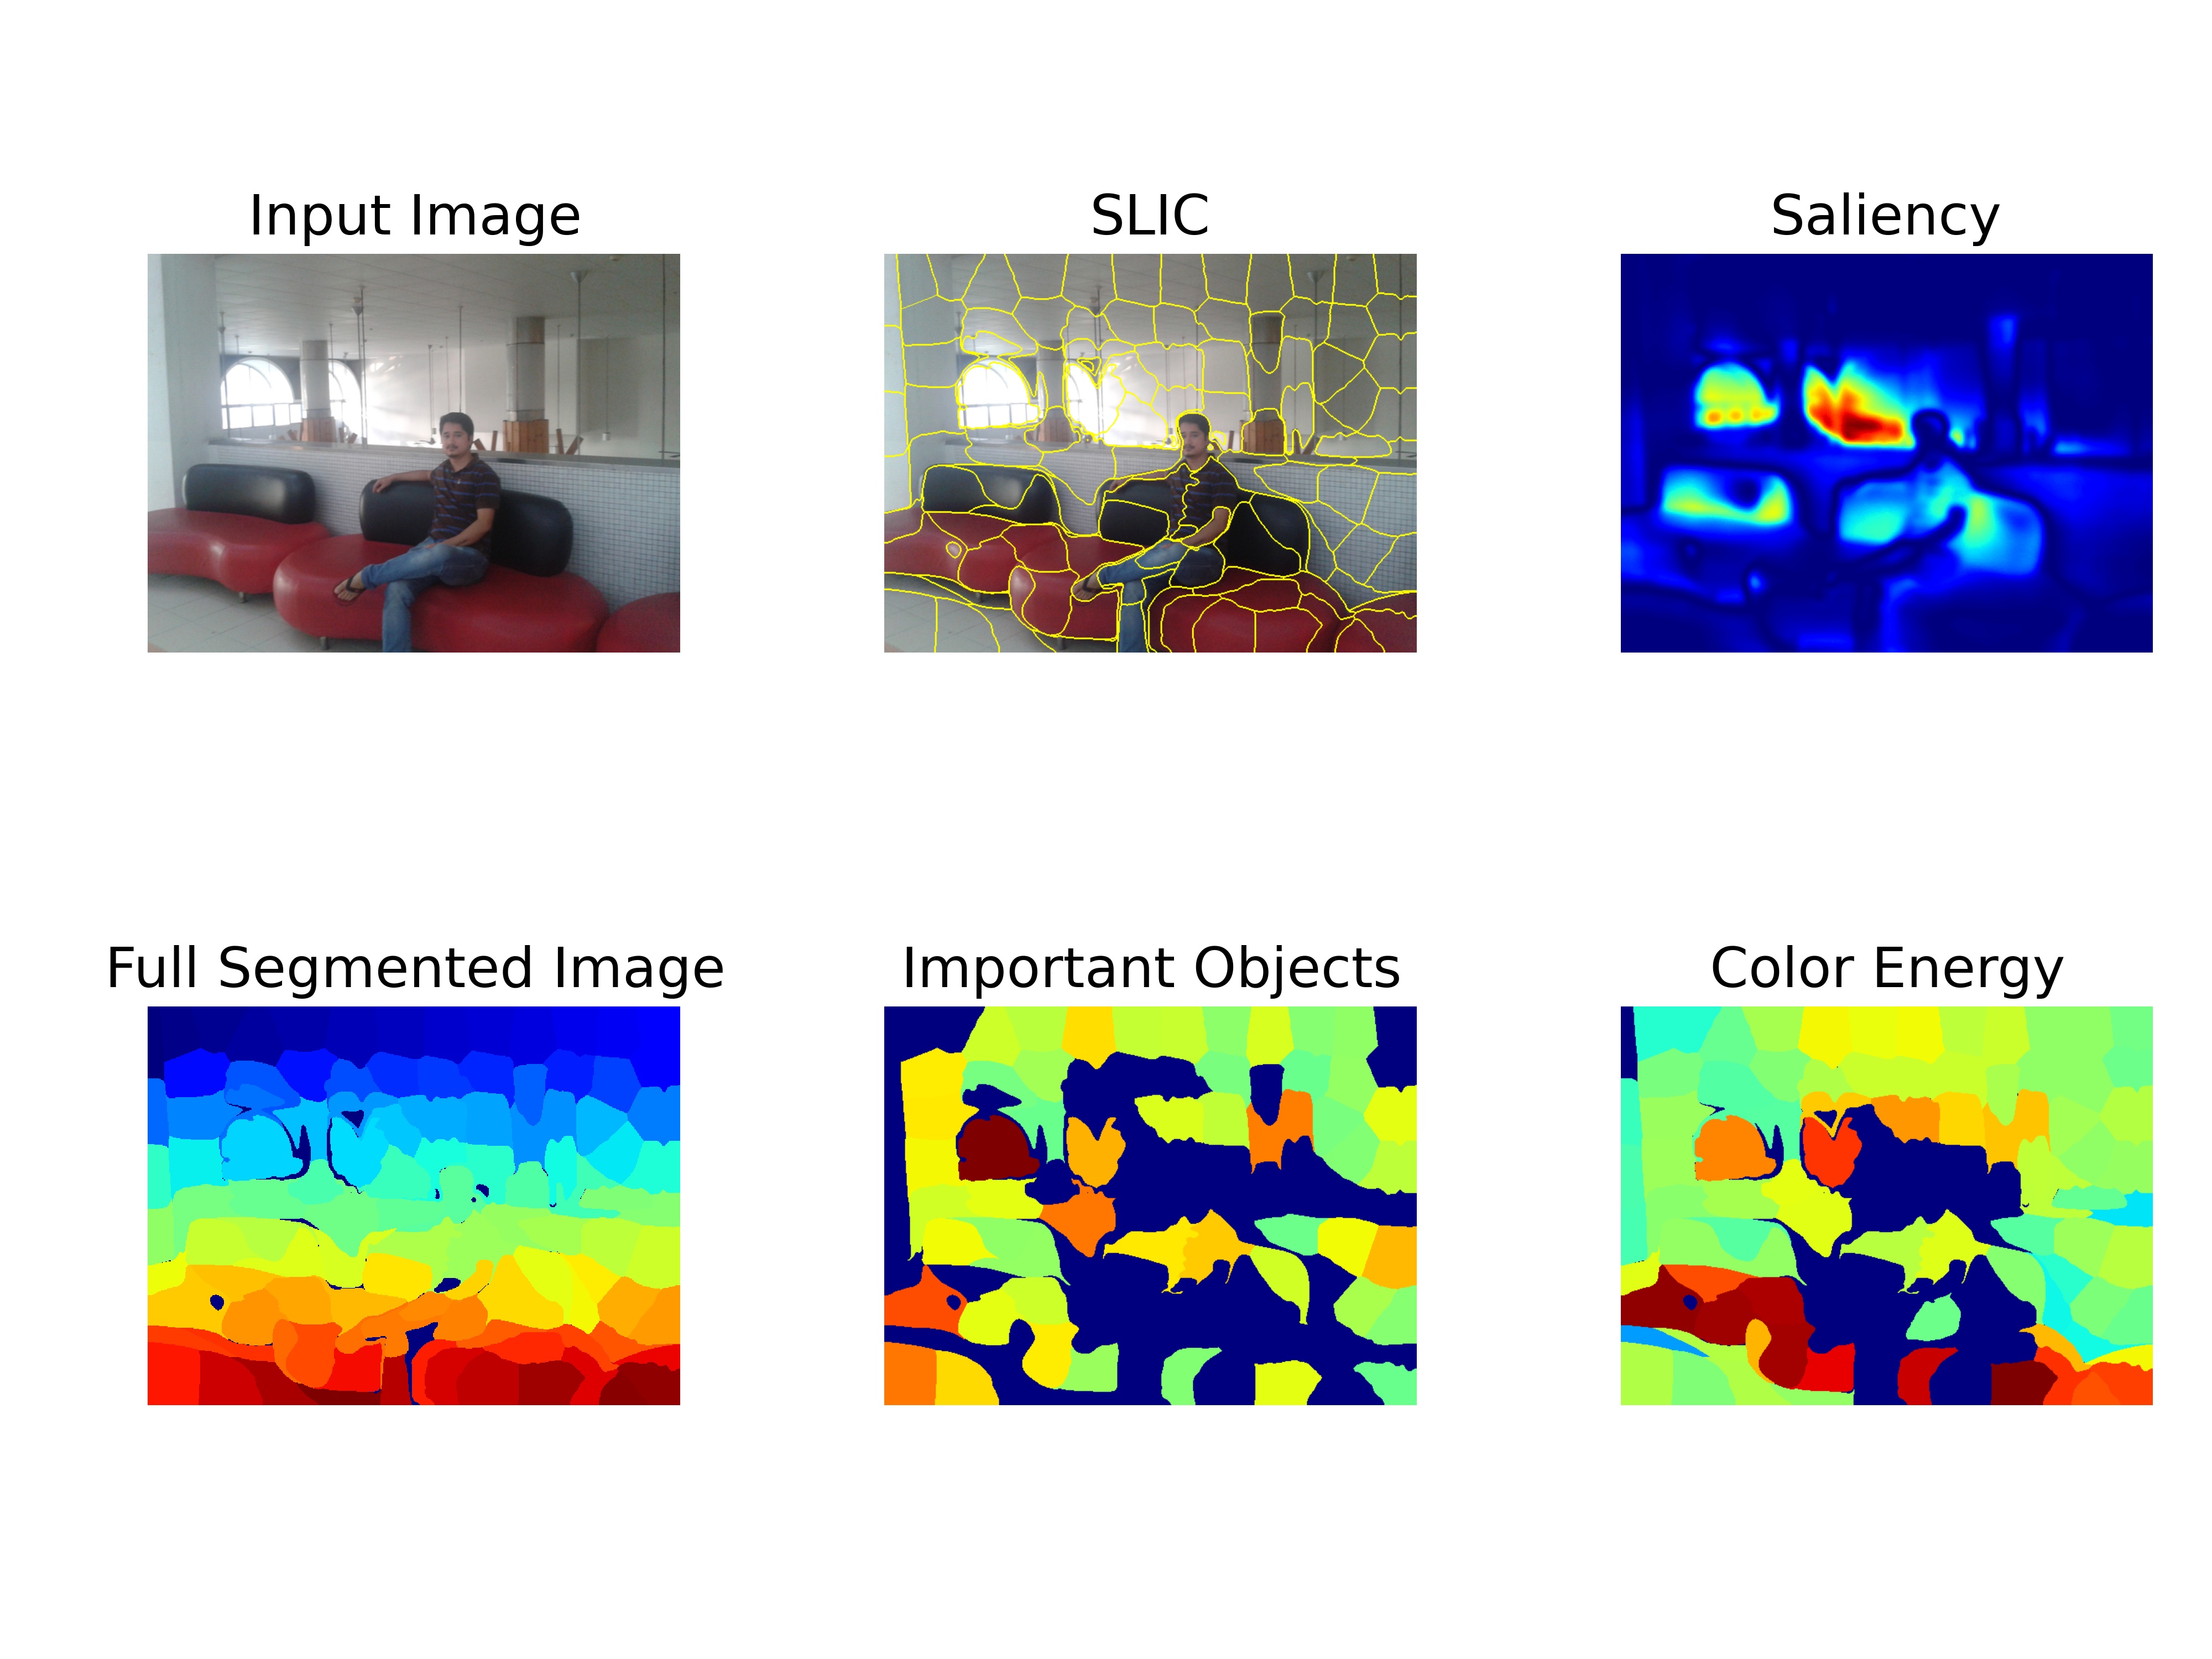 Input Image
SLIC
Saliency
Full Segmented Image
Important Objects
Color Energy